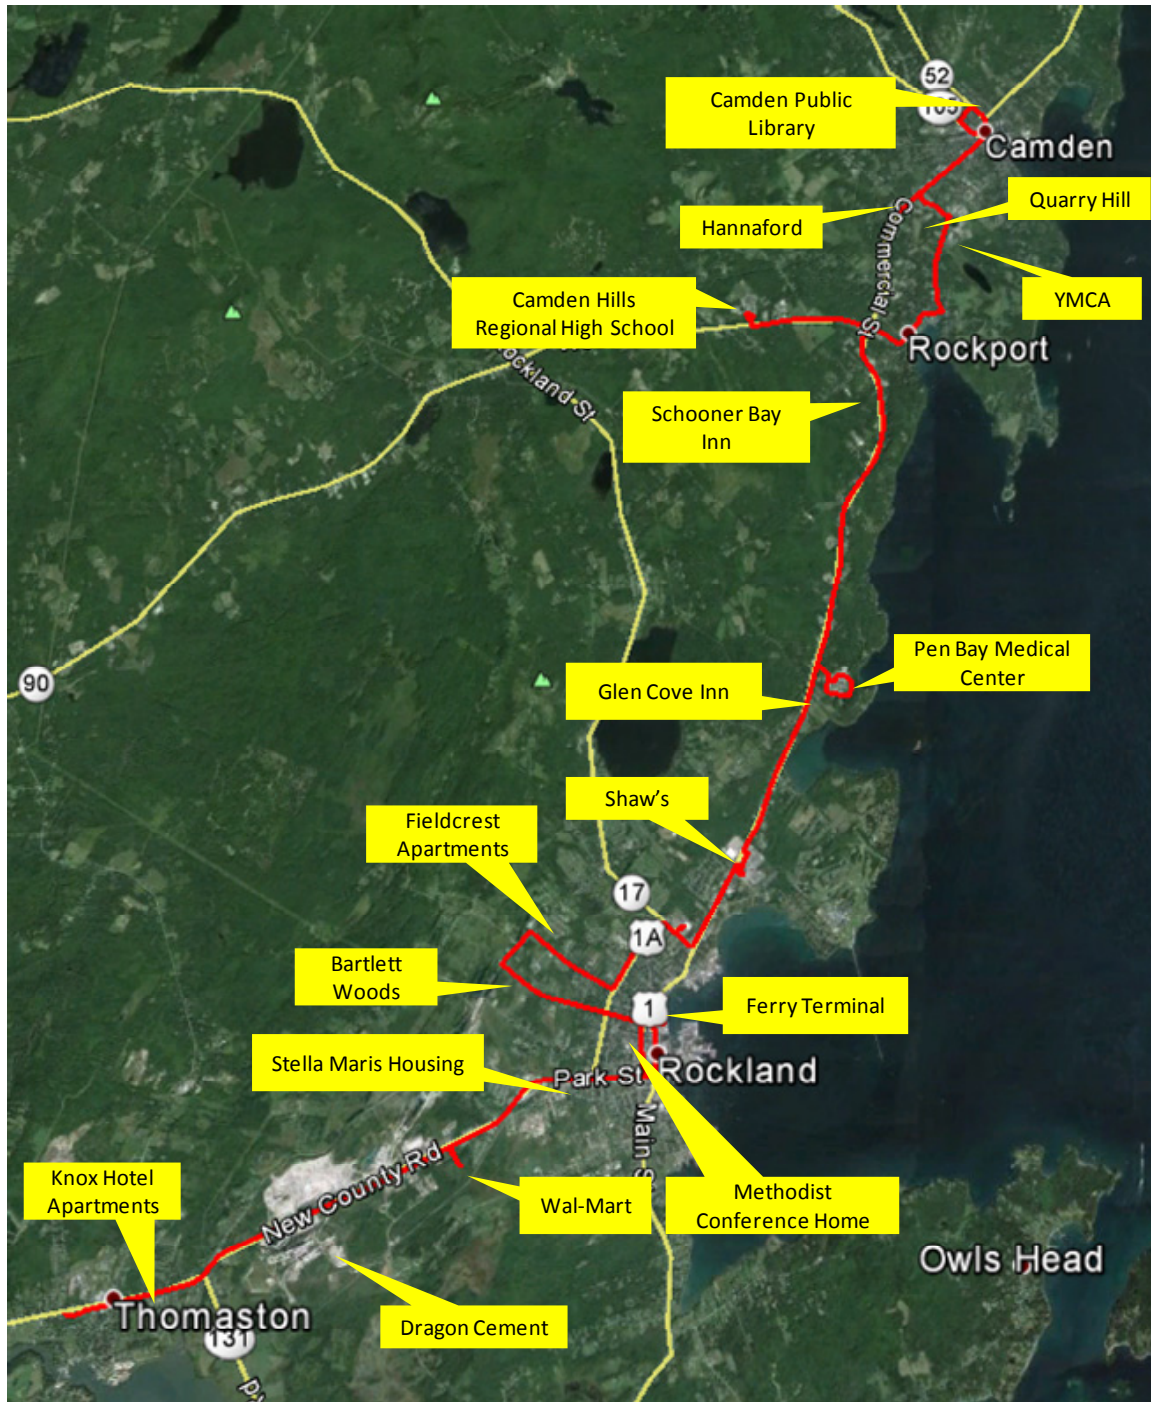 52
Camden Public
Library
105
Camden
Quarry Hill
Hannaford
Commercial St
YMCA
Camden Hills
Regional High School
Rockport
Rockland St
Schooner Bay
Inn
Pen Bay Medical
Center
90
Glen Cove Inn
Shaw's
Fieldcrest
Apartments
17
1A
Bartlett
Woods
1
Ferry Terminal
Stella Maris Housing
Park St
Rockland
Main S
New County Rd
Knox Hotel
Apartments
Wal-Mart
Methodist
Conference Home
Owls Head
Thomaston
Dragon Cement
131